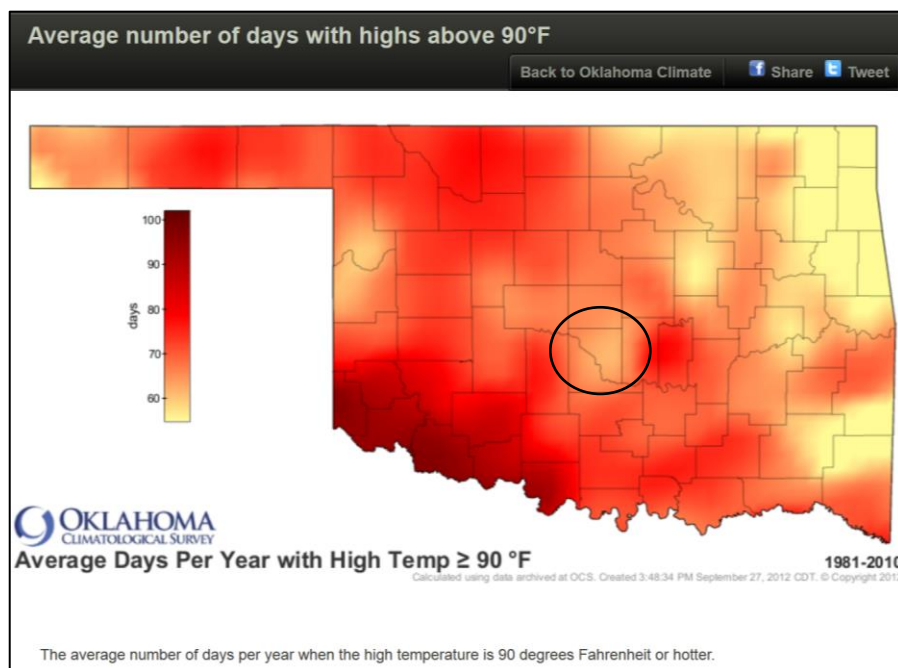 Average number of days with highs above 90°F
Back to Oklahoma Climate
Share
Tweet
100
90
80
70
60
days
OKLAHOMA
CLIMATOLOGICAL SURVEY
Average Days Per Year with High Temp ≥ 90 °F
1981-2010
Calculated using data archived at OCS. Created 3:48:34 PM September 27, 2012 CDT. © Copyright 2012
The average number of days per year when the high temperature is 90 degrees Fahrenheit or hotter.